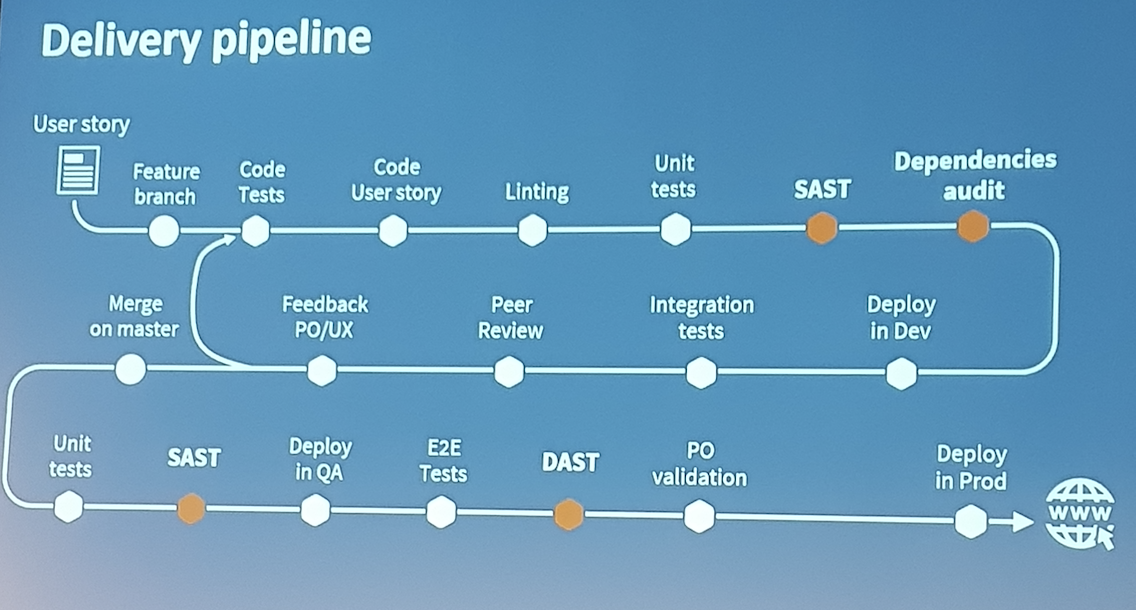 Delivery pipeline
User story
Feature
branch
Code
Tests
Code
User story
Linting
Unit
tests
SAST
Dependencies
audit
Merge
on master
Feedback
PO/UX
Peer
Review
Integration
tests
Deploy
in Dev
Unit
tests
SAST
Deploy
in QA
E2E
Tests
DAST
PO
validation
Deploy
in Prod
WWW